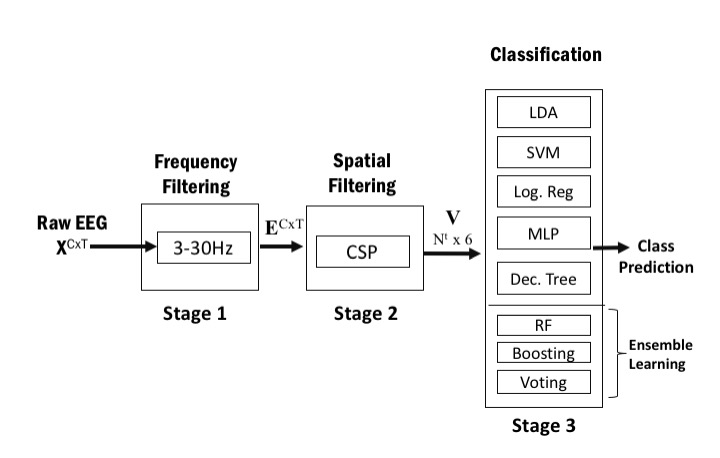 Classification
LDA
SVM
Log. Reg
MLP
Dec. Tree
RF
Boosting
Voting
Stage 3
Frequency
Filtering
3-30Hz
Stage 1
Spatial
Filtering
CSP
Stage 2
Raw EEG
X^CxT
E^CxT
V
N^t x 6
Class
Prediction
Ensemble
Learning